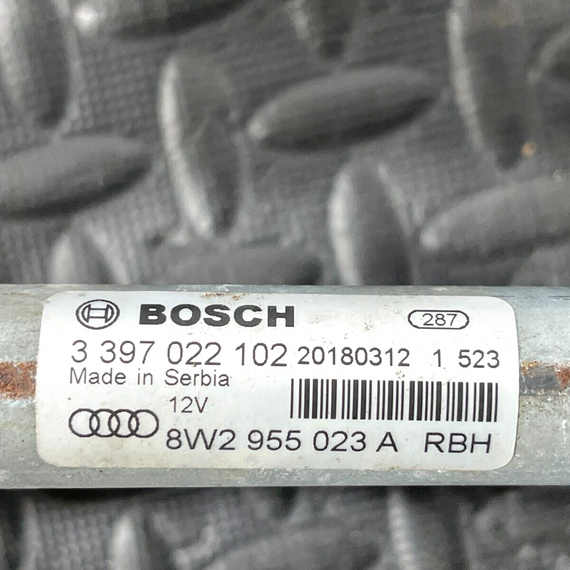 BOSCH 287
3 397 022 102 20180312 1 523
Made in Serbia
12V
8W2 955 023 A RBH